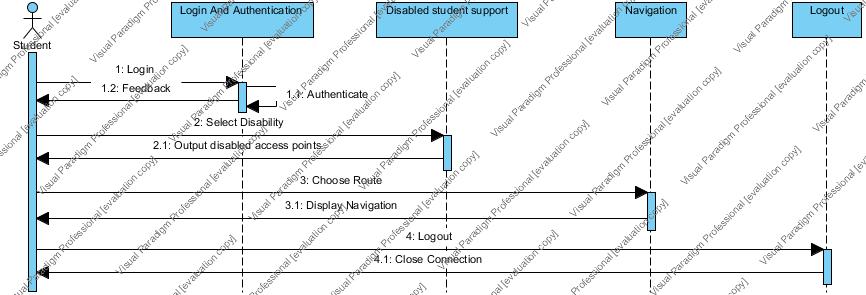 Login And Authentication
Disabled student support
Navigation
Logout
Student
1: Login
1.2: Feedback
1.1: Authenticate
2: Select Disability
2.1: Output disabled access points
3: Choose Route
3.1: Display Navigation
4: Logout
4.1: Close Connection
Visual Paradigm Professional [evaluation copy]